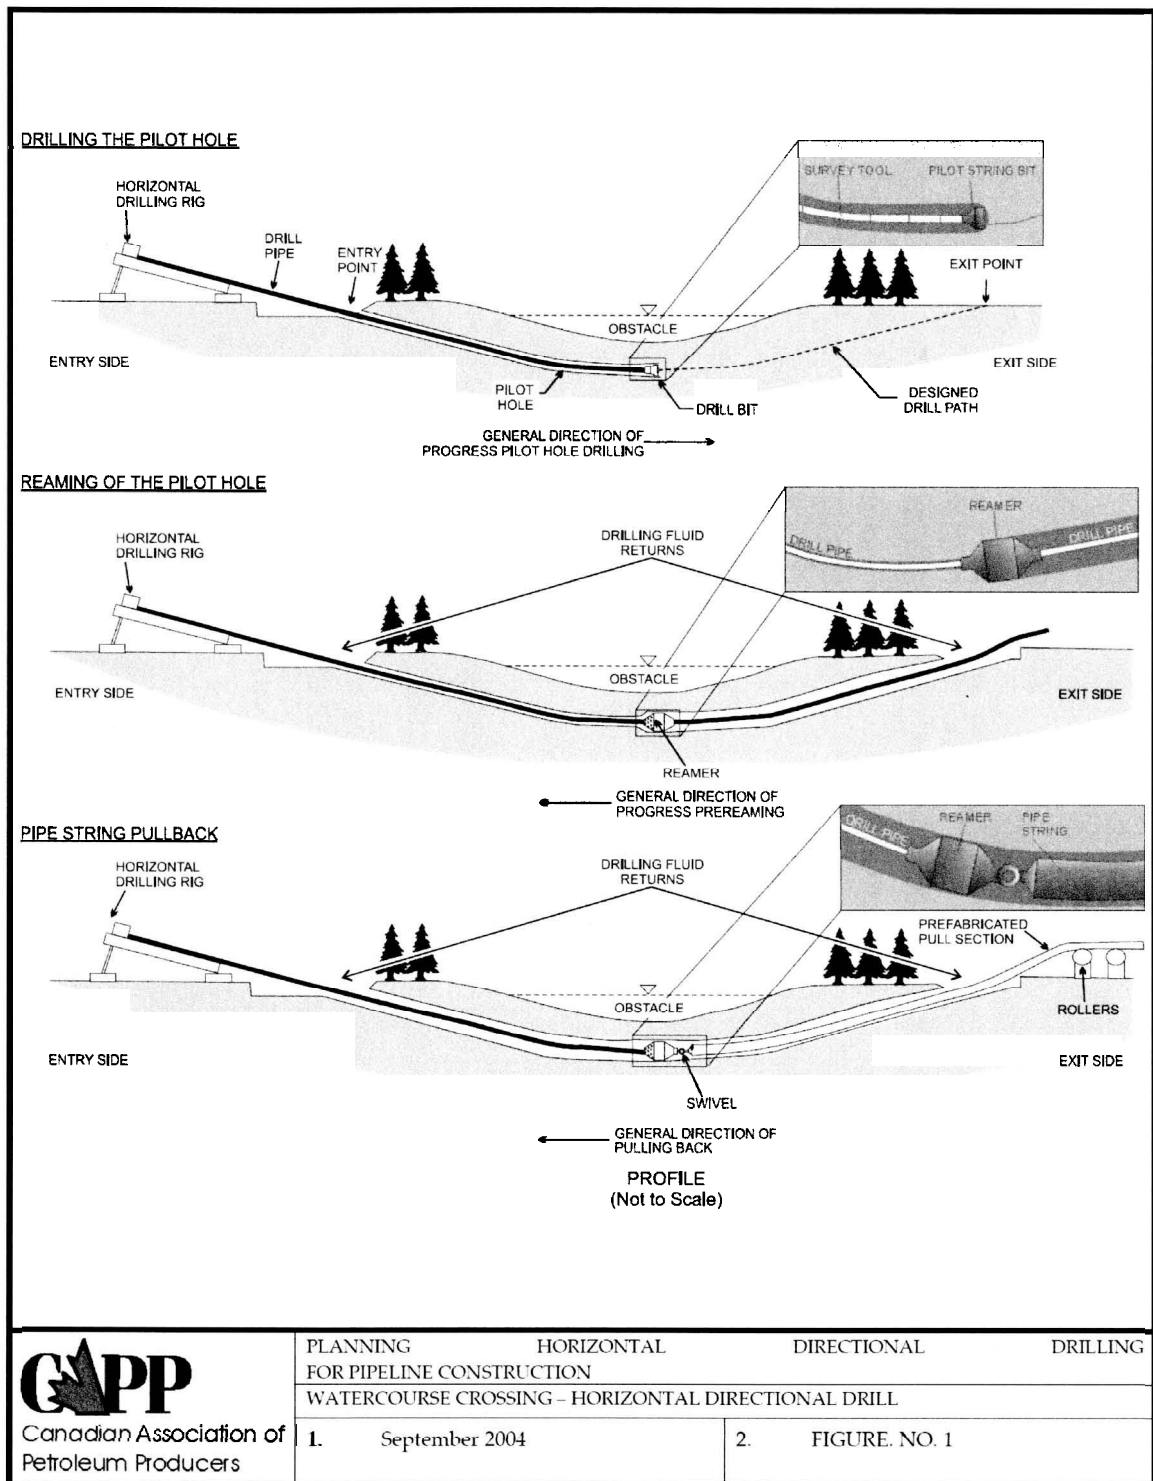 DRILLING THE PILOT HOLE
SURVEY TOOL
PILOT STRING BIT
HORIZONTAL
DRILLING RIG
DRILL
PIPE
ENTRY
POINT
EXIT POINT
OBSTACLE
ENTRY SIDE
EXIT SIDE
PILOT
HOLE
DRILL BIT
DESIGNED
DRILL PATH
GENERAL DIRECTION OF
PROGRESS PILOT HOLE DRILLING
REAMING OF THE PILOT HOLE
REAMER
DRILL PIPE
DRILL PIPE
HORIZONTAL
DRILLING RIG
DRILLING FLUID
RETURNS
OBSTACLE
ENTRY SIDE
EXIT SIDE
REAMER
GENERAL DIRECTION OF
PROGRESS PREREAMING
PIPE STRING PULLBACK
DRILL PIPE
REAMER
PIPE
STRING
HORIZONTAL
DRILLING RIG
DRILLING FLUID
RETURNS
PREFABRICATED
PULL SECTION
OBSTACLE
ROLLERS
ENTRY SIDE
EXIT SIDE
SWIVEL
GENERAL DIRECTION OF
PULLING BACK
PROFILE
(Not to Scale)
CAPP
Canadian Association of
Petroleum Producers
PLANNING HORIZONTAL DIRECTIONAL DRILLING
FOR PIPELINE CONSTRUCTION
WATERCOURSE CROSSING – HORIZONTAL DIRECTIONAL DRILL
1. September 2004
2. FIGURE. NO. 1